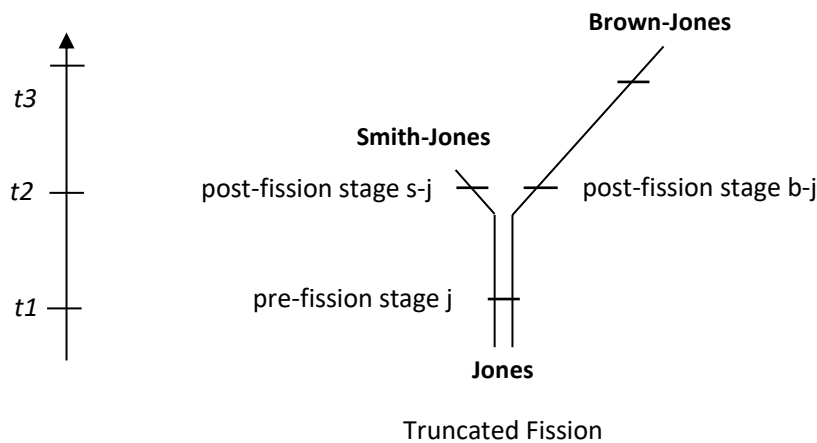 Brown-Jones
t3
Smith-Jones
t2
post-fission stage s-j
post-fission stage b-j
t1
pre-fission stage j
Jones
Truncated Fission